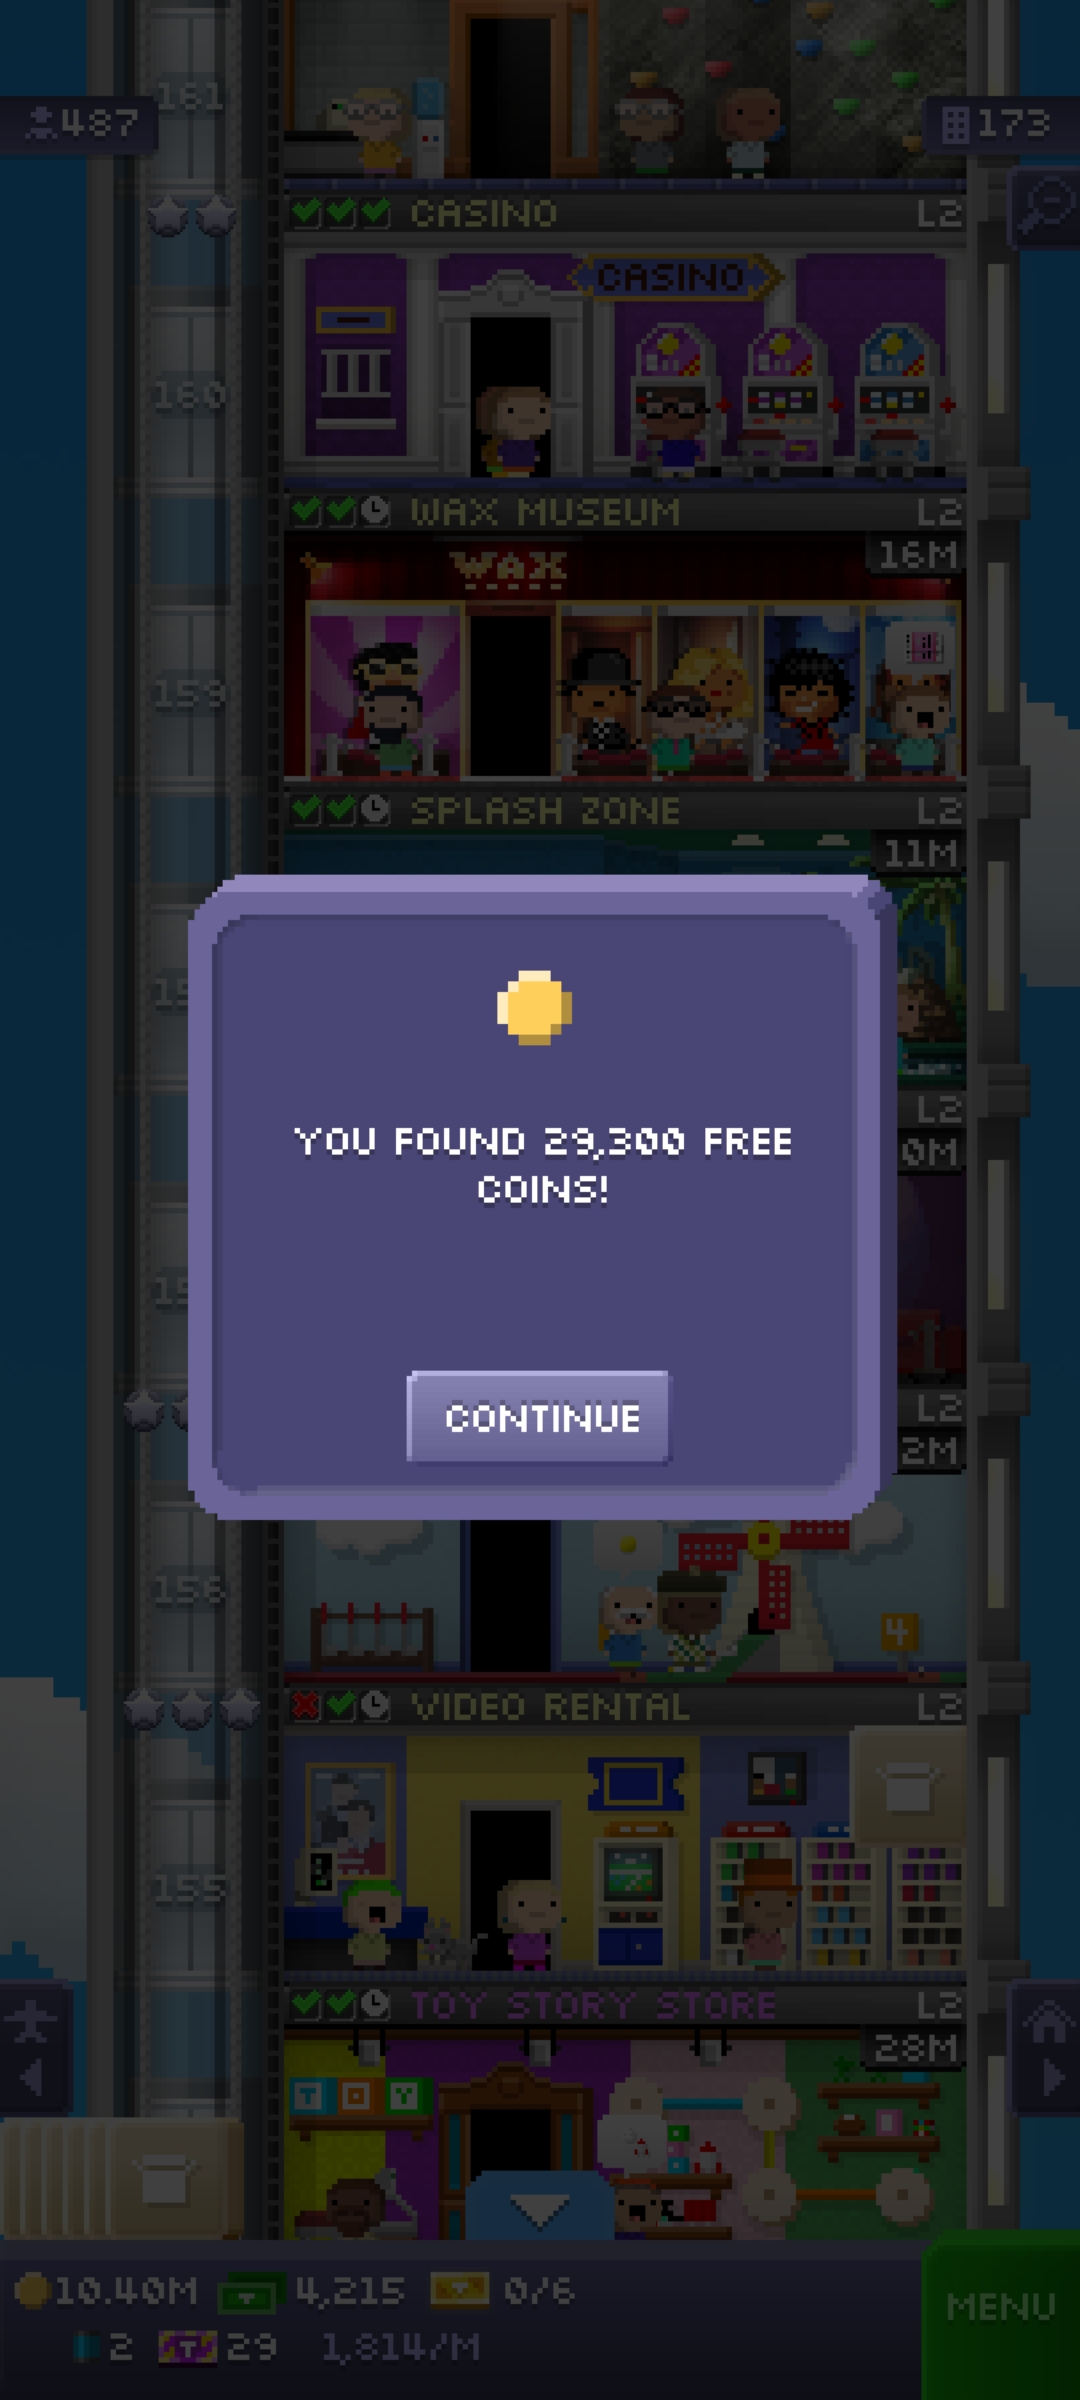 161
487
173
CASINO L2
CASINO
160
WAX MUSEUM L2
16M
WAX
159
SPLASH ZONE L2
11M
15
YOU FOUND 29,300 FREE
COINS!
L2
0M
15
CONTINUE
L2
2M
156
4
VIDEO RENTAL L2
155
TOY STORY STORE L2
28M
TOY
10.40M 4,215 0/6
MENU
2 T 29 1,814/M